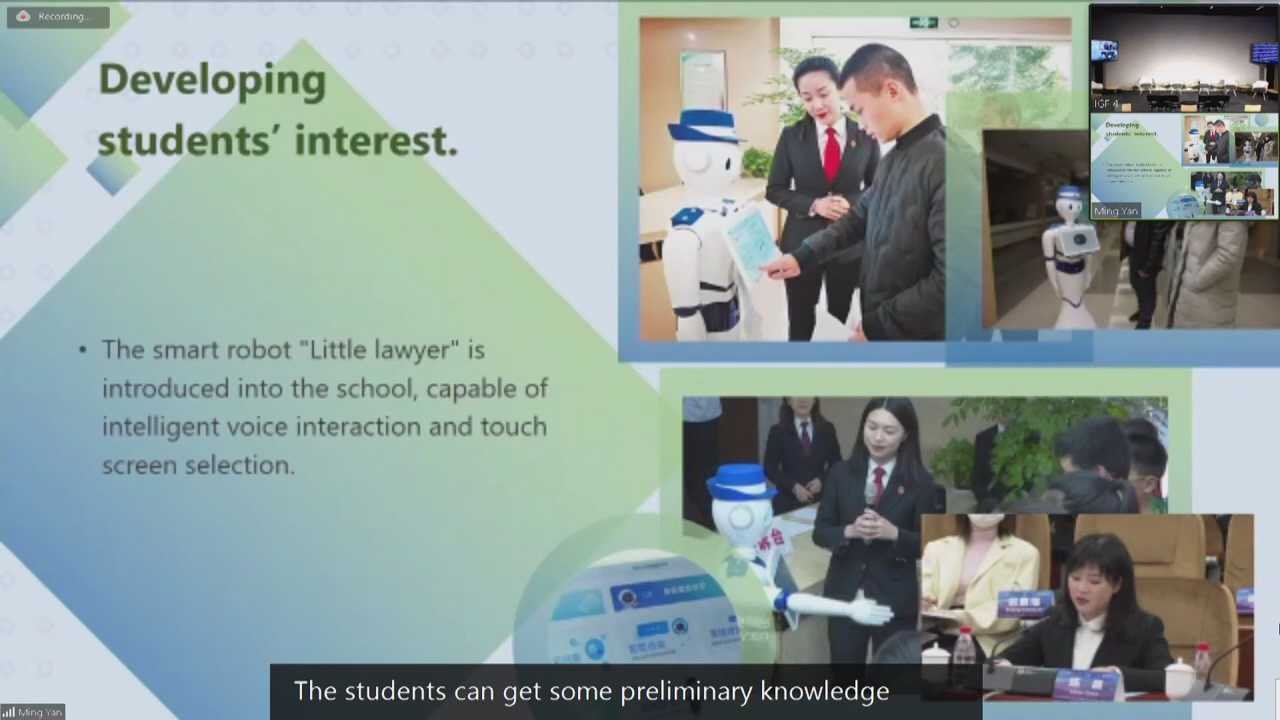 Recording...
Developing
students’ interest.
• The smart robot "Little lawyer" is
introduced into the school, capable of
intelligent voice interaction and touch
screen selection.
IGF 4
Developing
students' interest.
Ming Yan
The students can get some preliminary knowledge
Ming Yan